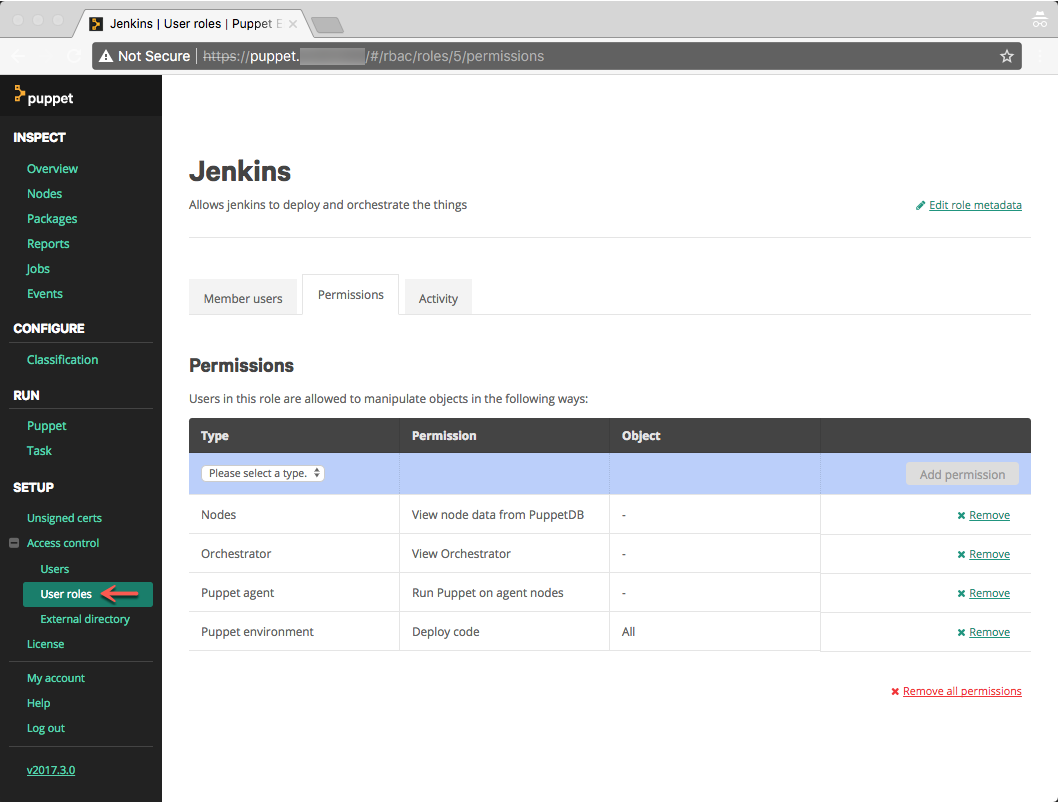 Jenkins | User roles | Puppet E
Not Secure https://puppet. /#/rbac/roles/5/permissions
puppet
INSPECT
Overview
Nodes
Packages
Reports
Jobs
Events
CONFIGURE
Classification
RUN
Puppet
Task
SETUP
Unsigned certs
Access control
Users
User roles
External directory
License
My account
Help
Log out
v2017.3.0
Jenkins
Allows jenkins to deploy and orchestrate the things
Edit role metadata
Member users Permissions Activity
Permissions
Users in this role are allowed to manipulate objects in the following ways:
Type Permission Object
Please select a type. Add permission
Nodes View node data from PuppetDB - Remove
Orchestrator View Orchestrator - Remove
Puppet agent Run Puppet on agent nodes - Remove
Puppet environment Deploy code All Remove
Remove all permissions